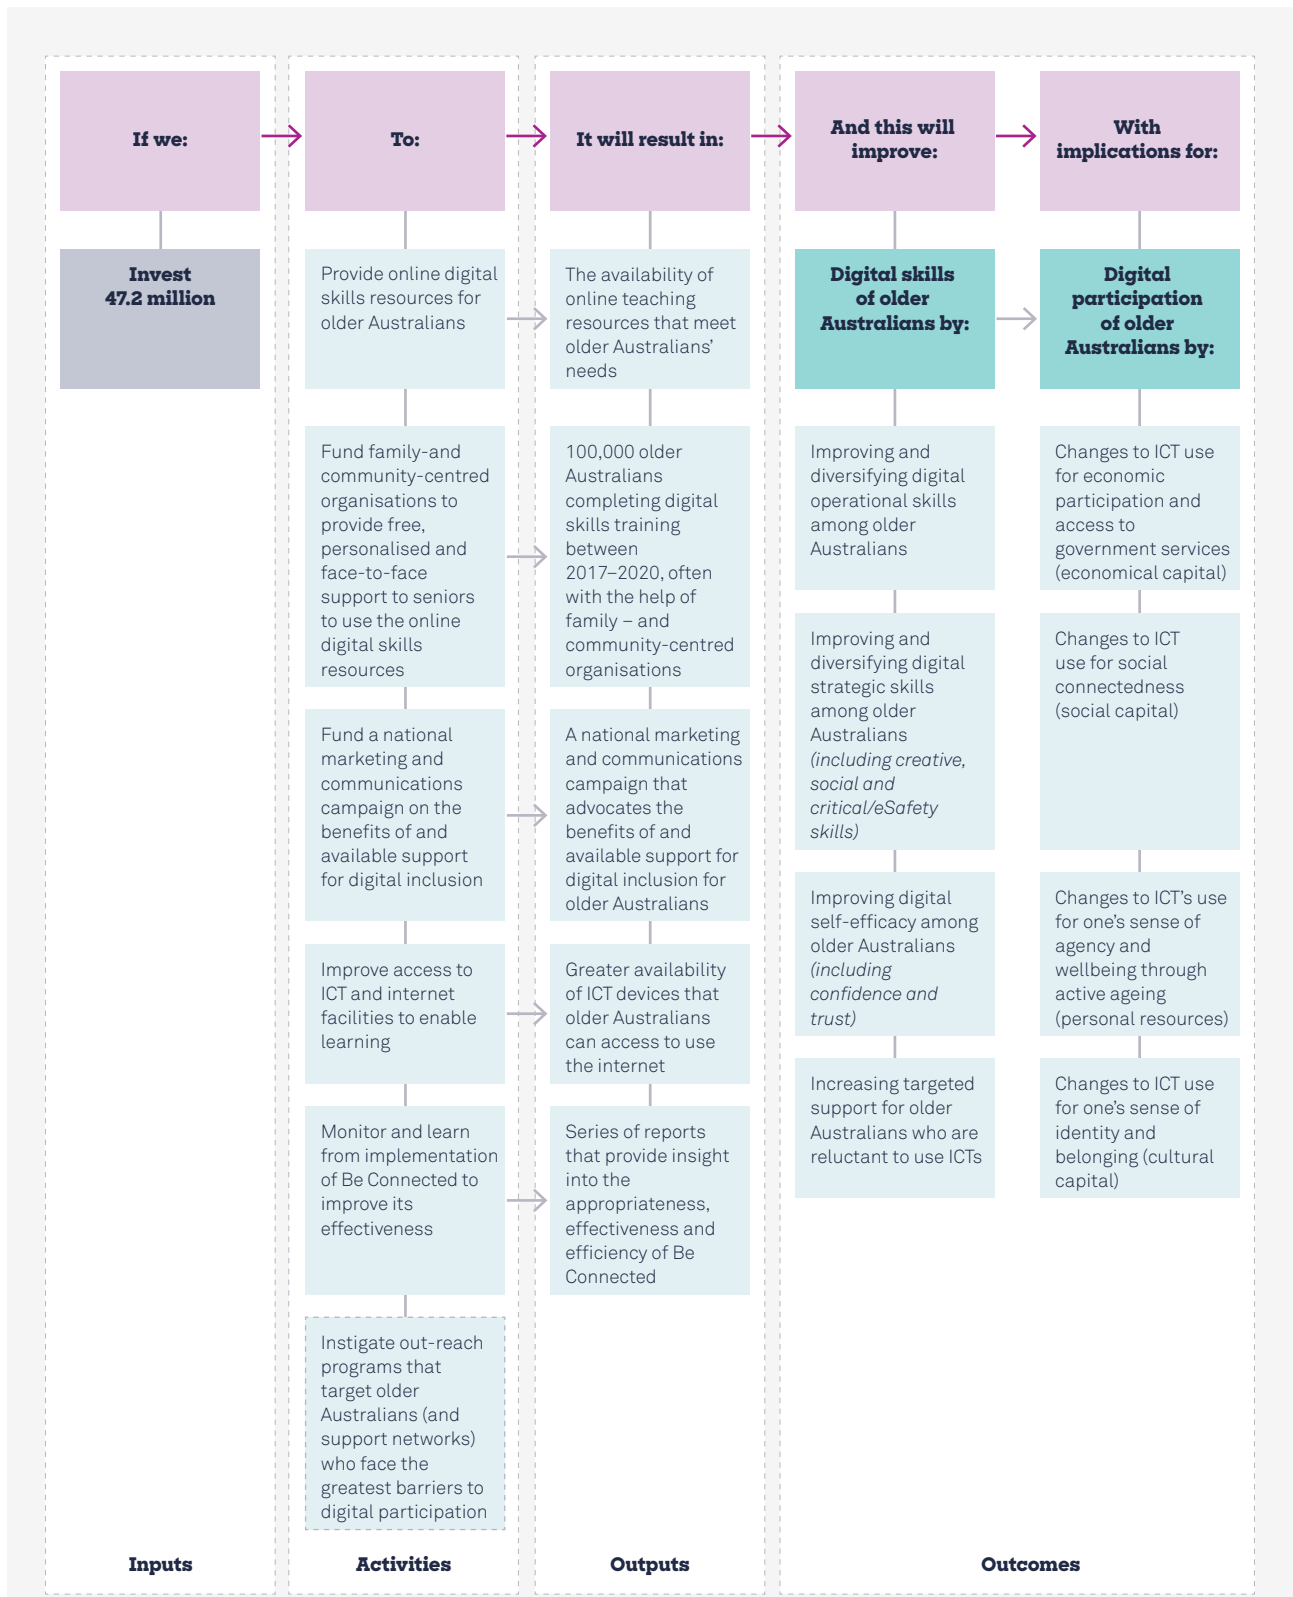 If we:
To:
It will result in:
And this will
improve:
With
implications for:
Invest
47.2 million
Provide online digital
skills resources for
older Australians
The availability of
online teaching
resources that meet
older Australians’
needs
Digital skills
of older
Australians by:
Digital
participation
of older
Australians by:
Fund family-and
community-centred
organisations to
provide free,
personalised and
face-to-face
support to seniors
to use the online
digital skills
resources
100,000 older
Australians
completing digital
skills training
between
2017–2020, often
with the help of
family – and
community-centred
organisations
Improving and
diversifying digital
operational skills
among older
Australians
Changes to ICT use
for economic
participation and
access to
government services
(economical capital)
Improving and
diversifying digital
strategic skills
among older
Australians
(including creative,
social and
critical/eSafety
skills)
Changes to ICT
use for social
connectedness
(social capital)
Fund a national
marketing and
communications
campaign on the
benefits of and
available support
for digital inclusion
A national marketing
and communications
campaign that
advocates the
benefits of and
available support for
digital inclusion for
older Australians
Improving digital
self-efficacy among
older Australians
(including
confidence and
trust)
Changes to ICT’s use
for one’s sense of
agency and
wellbeing through
active ageing
(personal resources)
Improve access to
ICT and internet
facilities to enable
learning
Greater availability
of ICT devices that
older Australians
can access to use
the internet
Increasing targeted
support for older
Australians who are
reluctant to use ICTs
Changes to ICT use
for one’s sense of
identity and
belonging (cultural
capital)
Monitor and learn
from implementation
of Be Connected to
improve its
effectiveness
Series of reports
that provide insight
into the
appropriateness,
effectiveness and
efficiency of Be
Connected
Instigate out-reach
programs that
target older
Australians (and
support networks)
who face the
greatest barriers to
digital participation
Inputs
Activities
Outputs
Outcomes